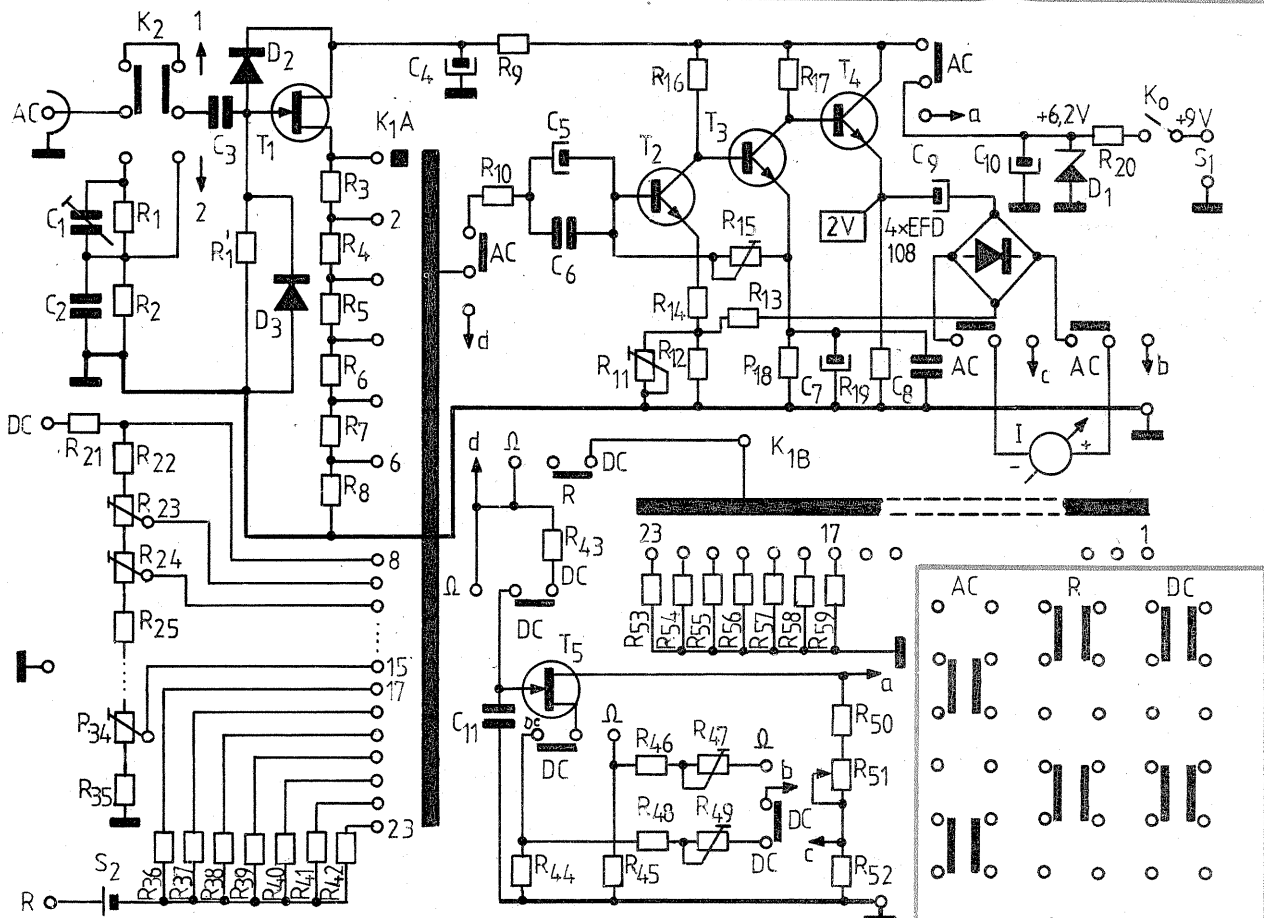 K2 1
AC
D2
C3
T1
K1A
2
C1
R1
R1'
C2
R2
D3
R3
2
R4
R5
R6
R7
6
R8
C4
R9
R10
C5
C6
AC
d
R16
R17
T2
T3
T4
R15
R14
R13
R11
R12
R18
C7
R19
C8
2V
C9
4×EFD
108
AC
a
+6,2V
K0
+9V
C10
D1
R20
S1
AC
c
AC
b
I
-
+
DC
R21
R22
R23
R24
R25
R34
R35
8
15
17
23
S2
R
R36
R37
R38
R39
R40
R41
R42
d
Ω
R
DC
K1B
R43
DC
Ω
DC
T5
C11
DC
DC
Ω
R46
R47
Ω
R48
R49
b
DC
DC
R44
R45
23
17
1
R53
R54
R55
R56
R57
R58
R59
a
R50
R51
c
R52
AC
R
DC